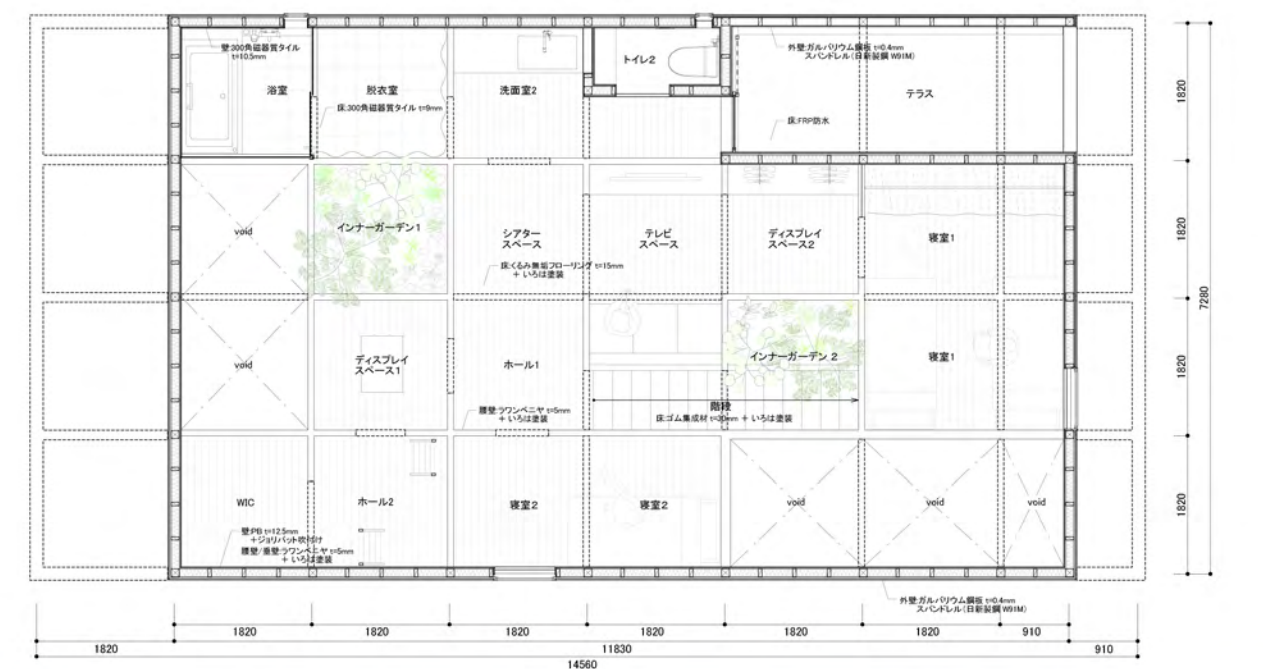 壁:300角磁器質タイル
t=10.5mm
浴室
脱衣室
床:300角磁器質タイル t=9mm
洗面室2
トイレ2
外壁:ガルバリウム鋼板 t=0.4mm
スパンドレル(日新製鋼 W91M)
テラス
床:FRP防水
1820
void
インナーガーデン1
シアター
スペース
テレビ
スペース
ディスプレイ
スペース2
寝室1
床:くるみ無垢フローリング t=15mm
+ いろは塗装
1820
7280
void
ディスプレイ
スペース1
ホール1
インナーガーデン 2
寝室1
1820
腰壁:ラワンベニヤ t=5mm
+ いろは塗装
階段
床:ゴム集成材 t=30mm + いろは塗装
WIC
ホール2
寝室2
寝室2
void
void
void
1820
壁:PB t=12.5mm
+ジョリパット吹付け
腰壁/垂壁:ラワンベニヤ t=5mm
+ いろは塗装
外壁:ガルバリウム鋼板 t=0.4mm
スパンドレル(日新製鋼 W91M)
1820
1820
1820
1820
1820
1820
910
1820
11830
910
14560